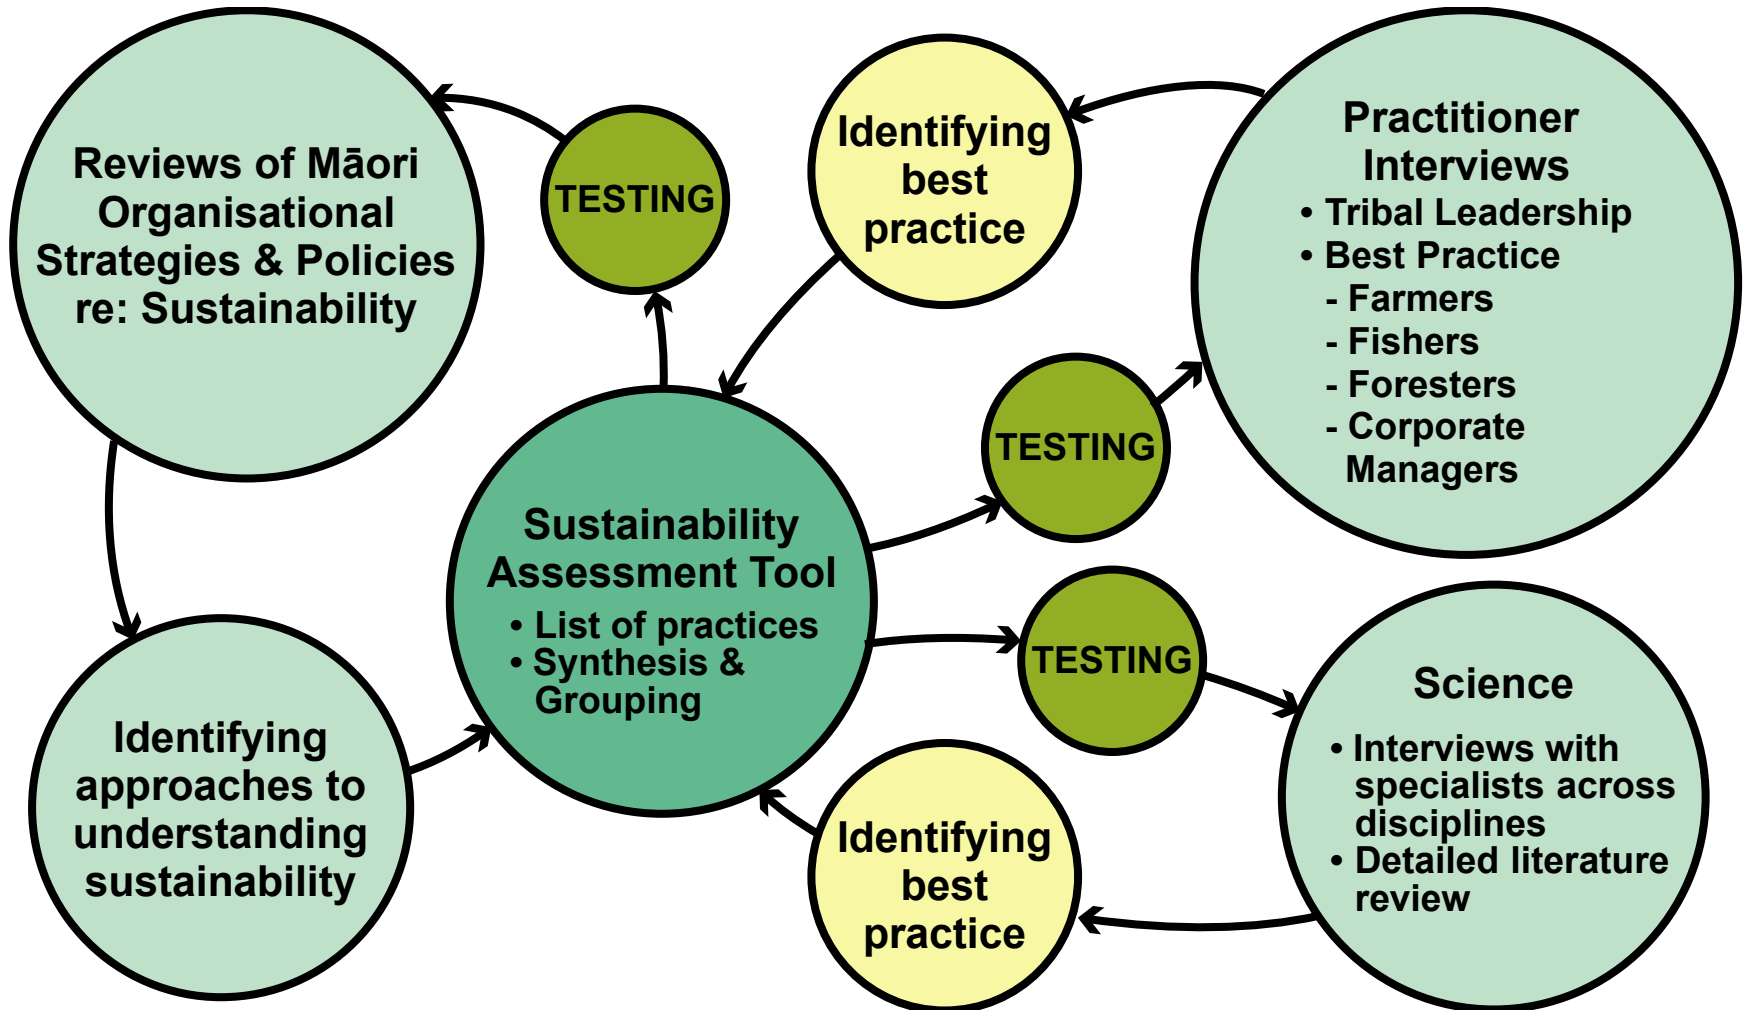 Reviews of Māori
Organisational
Strategies & Policies
re: Sustainability
TESTING
Identifying
best
practice
Practitioner
Interviews
• Tribal Leadership
• Best Practice
- Farmers
- Fishers
- Foresters
- Corporate
Managers
TESTING
Sustainability
Assessment Tool
• List of practices
• Synthesis &
Grouping
TESTING
Science
• Interviews with
specialists across
disciplines
• Detailed literature
review
Identifying
approaches to
understanding
sustainability
Identifying
best
practice